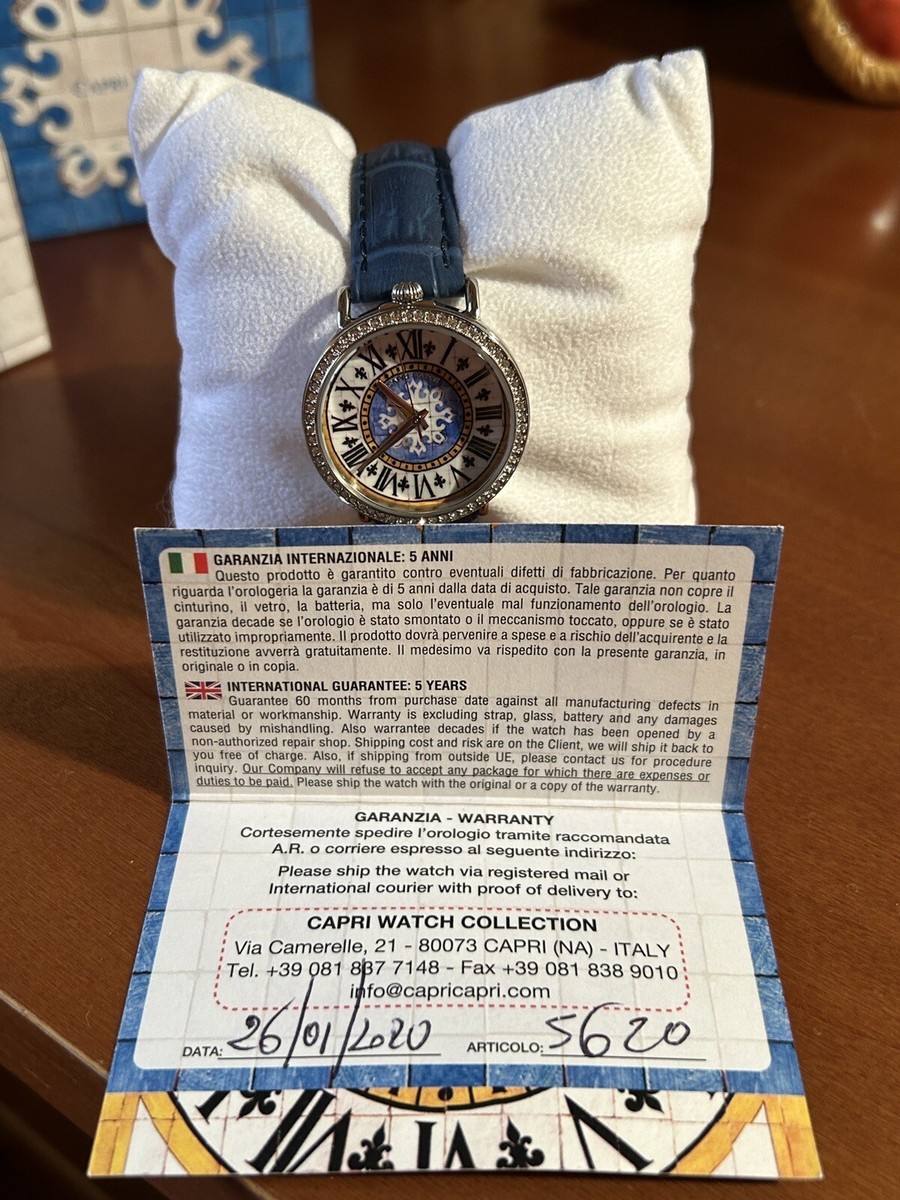 CAPRI
XII
I
II
III
IIII
V
VI
VII
VIII
IX
X
XI
GARANZIA INTERNAZIONALE: 5 ANNI
Questo prodotto è garantito contro eventuali difetti di fabbricazione. Per quanto
riguarda l'orologeria la garanzia è di 5 anni dalla data di acquisto. Tale garanzia non copre il
cinturino, il vetro, la batteria, ma solo l'eventuale mal funzionamento dell'orologio. La
garanzia decade se l'orologio è stato smontato o il meccanismo toccato, oppure se è stato
utilizzato impropriamente. Il prodotto dovrà pervenire a spese e a rischio dell'acquirente e la
restituzione avverrà gratuitamente. Il medesimo va rispedito con la presente garanzia, in
originale o in copia.
INTERNATIONAL GUARANTEE: 5 YEARS
Guarantee 60 months from purchase date against all manufacturing defects in
material or workmanship. Warranty is excluding strap, glass, battery and any damages
caused by mishandling. Also warrantee decades if the watch has been opened by a
non-authorized repair shop. Shipping cost and risk are on the Client, we will ship it back to
you free of charge. Also, if shipping from outside UE, please contact us for procedure
inquiry. Our Company will refuse to accept any package for which there are expenses or
duties to be paid. Please ship the watch with the original or a copy of the warranty.
GARANZIA - WARRANTY
Cortesemente spedire l'orologio tramite raccomandata
A.R. o corriere espresso al seguente indirizzo:
Please ship the watch via registered mail or
International courier with proof of delivery to:
CAPRI WATCH COLLECTION
Via Camerelle, 21 - 80073 CAPRI (NA) - ITALY
Tel. +39 081 837 7148 - Fax +39 081 838 9010
info@capricapri.com
DATA: 26/01/2020 ARTICOLO: 5620
VII VI V